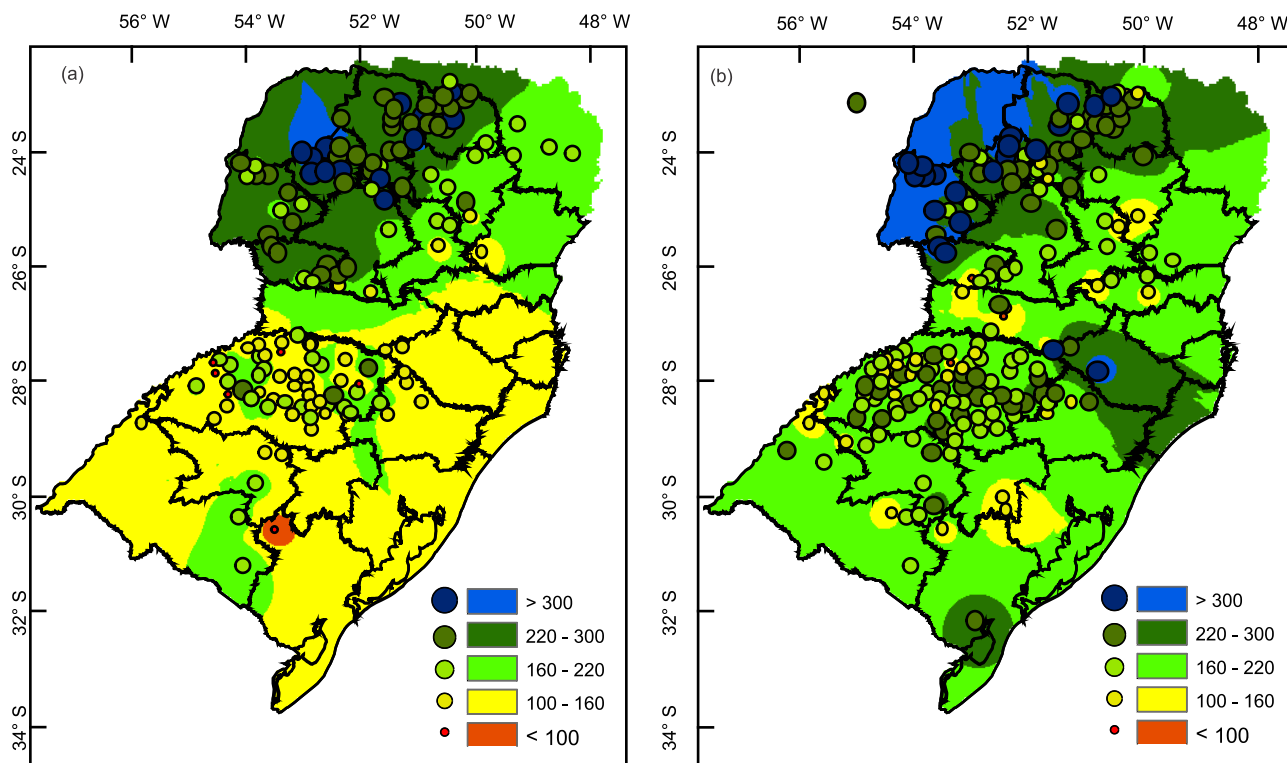 56° W 54° W 52° W 50° W 48° W
(a)
24° S
26° S
28° S
30° S
32° S
34° S
> 300
220 - 300
160 - 220
100 - 160
< 100
56° W 54° W 52° W 50° W 48° W
(b)
24° S
26° S
28° S
30° S
32° S
34° S
> 300
220 - 300
160 - 220
100 - 160
< 100